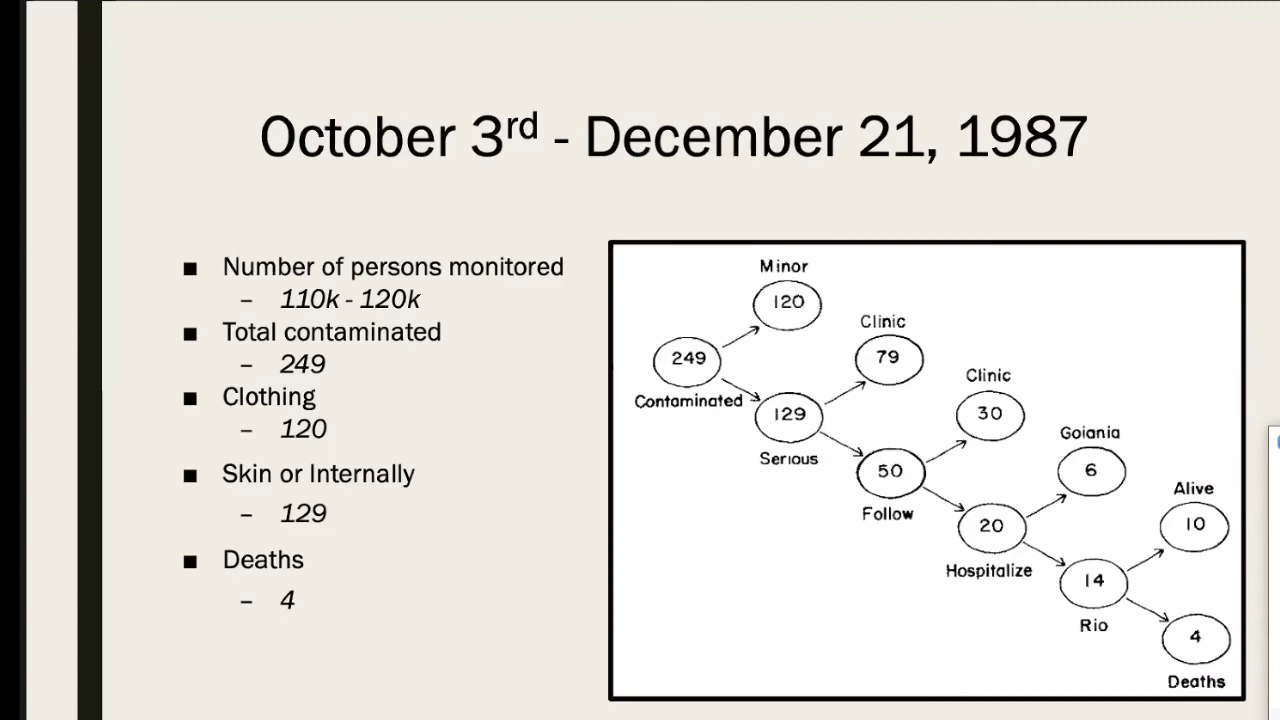 October 3rd - December 21, 1987
■ Number of persons monitored
– 110k - 120k
■ Total contaminated
– 249
■ Clothing
– 120
■ Skin or Internally
– 129
■ Deaths
– 4
Minor
120
249
Contaminated
Clinic
79
129
Serious
Clinic
30
50
Follow
Goiania
6
20
Hospitalize
Alive
10
14
Rio
4
Deaths